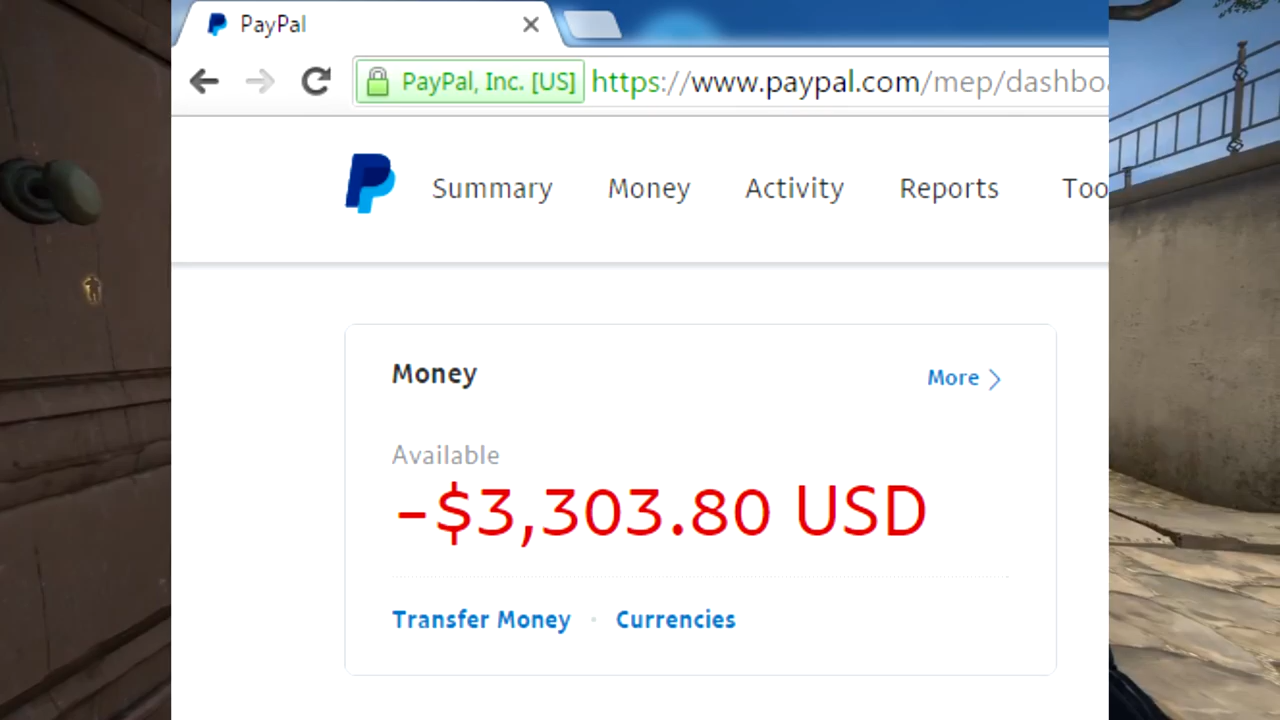 PayPal
PayPal, Inc. [US] https://www.paypal.com/mep/dashbo
Summary Money Activity Reports Too
Money More
Available
-$3,303.80 USD
Transfer Money · Currencies